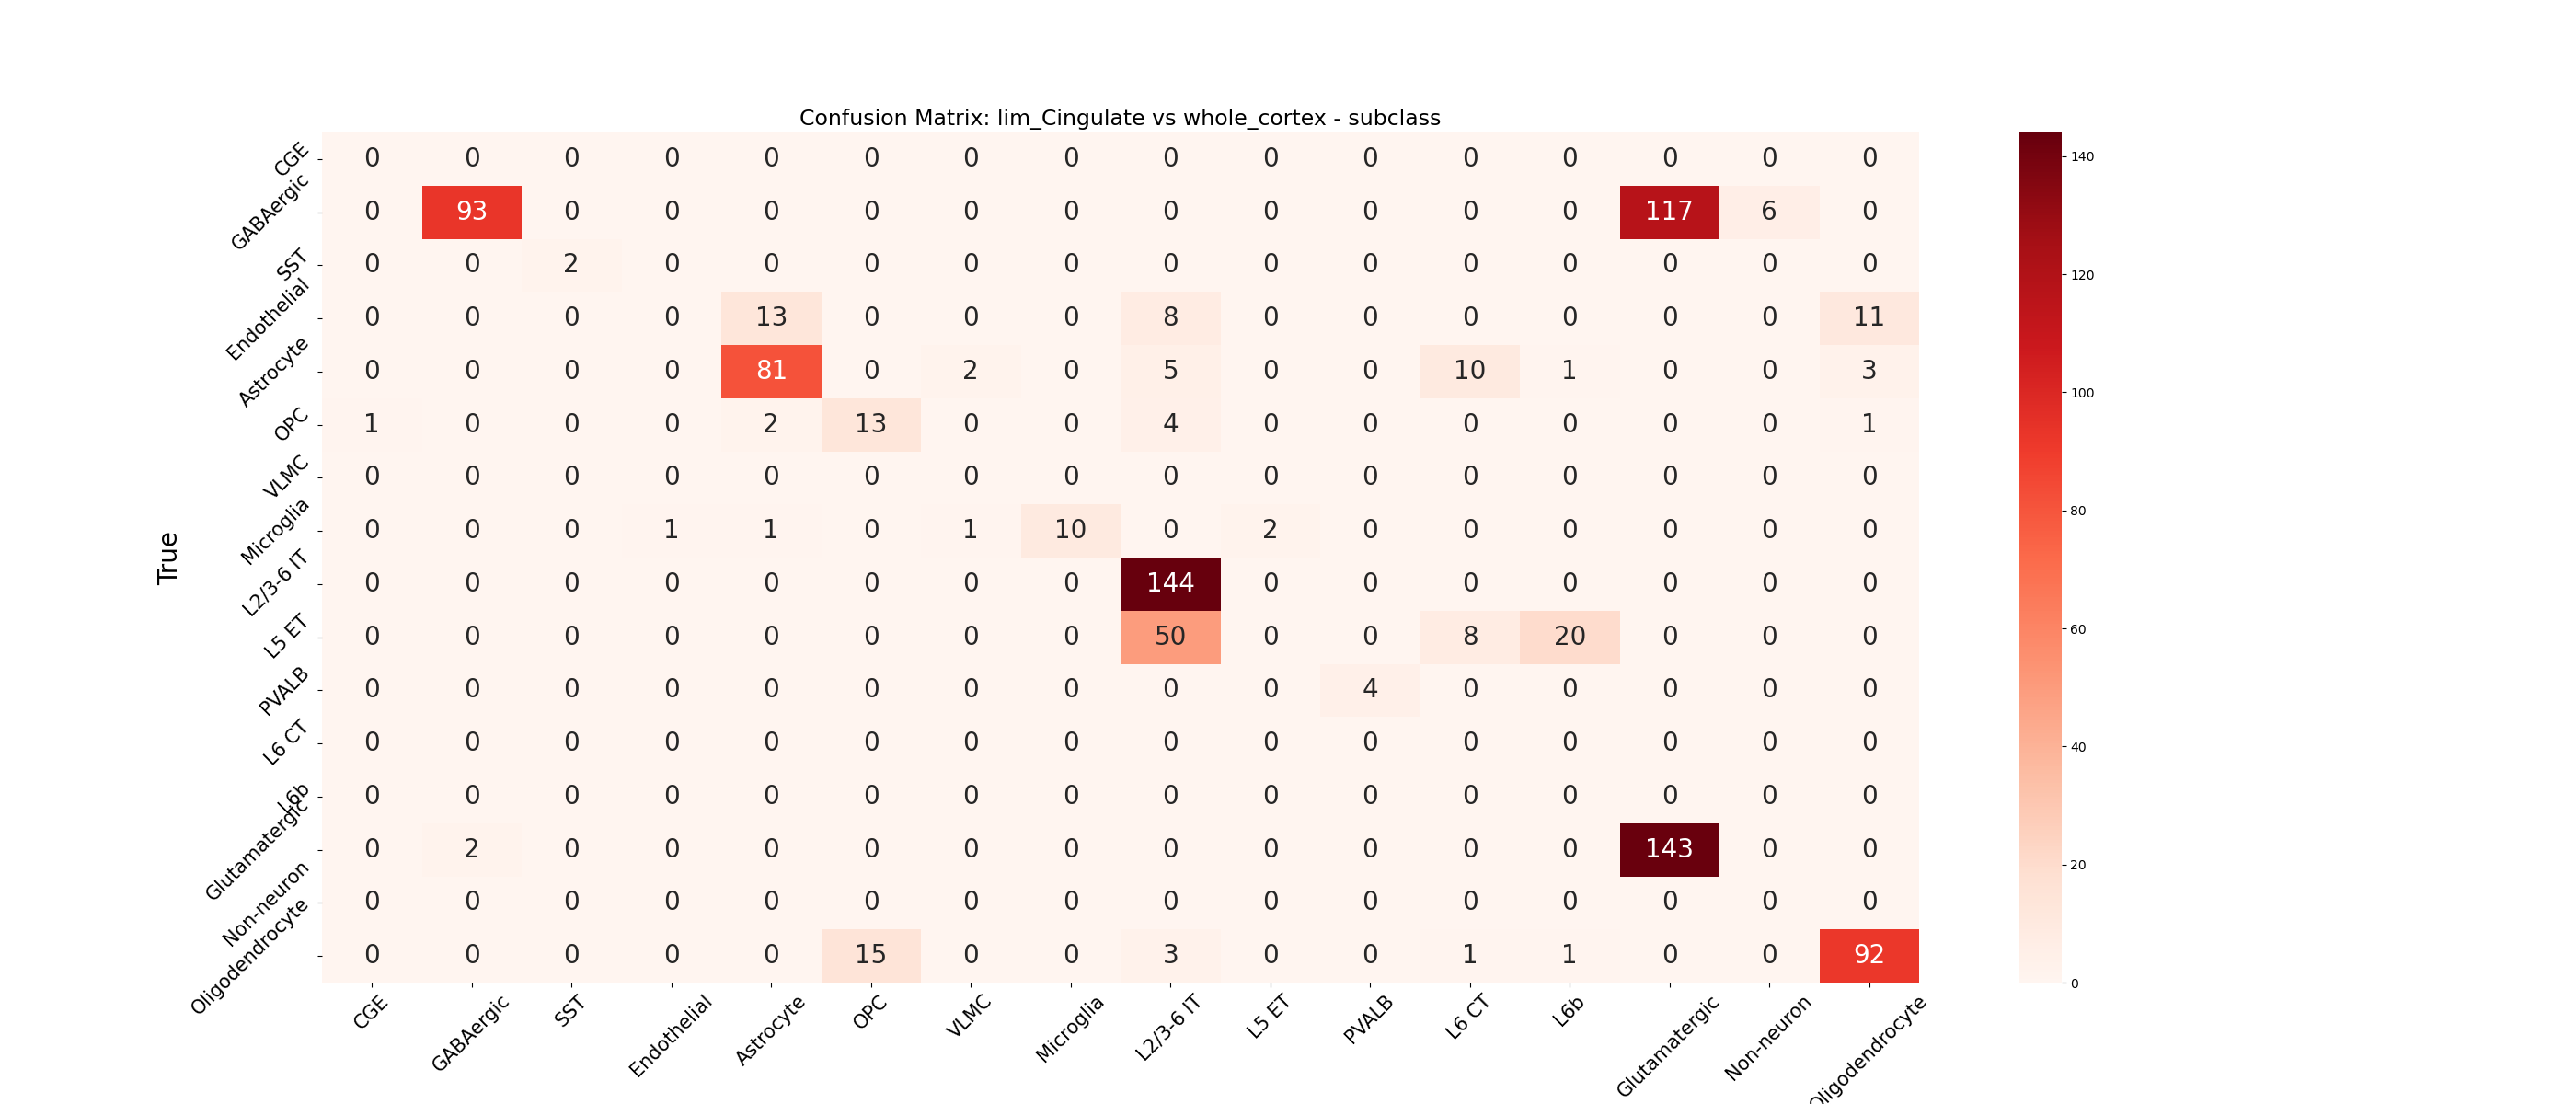 Confusion Matrix: lim_Cingulate vs whole_cortex - subclass
True
CGE 0 0 0 0 0 0 0 0 0 0 0 0 0 0 0 0
GABAergic 0 93 0 0 0 0 0 0 0 0 0 0 0 117 6 0
SST 0 0 2 0 0 0 0 0 0 0 0 0 0 0 0 0
Endothelial 0 0 0 0 13 0 0 0 8 0 0 0 0 0 0 11
Astrocyte 0 0 0 0 81 0 2 0 5 0 0 10 1 0 0 3
OPC 1 0 0 0 2 13 0 0 4 0 0 0 0 0 0 1
VLMC 0 0 0 0 0 0 0 0 0 0 0 0 0 0 0 0
Microglia 0 0 0 1 1 0 1 10 0 2 0 0 0 0 0 0
L2/3-6 IT 0 0 0 0 0 0 0 0 144 0 0 0 0 0 0 0
L5 ET 0 0 0 0 0 0 0 0 50 0 0 8 20 0 0 0
PVALB 0 0 0 0 0 0 0 0 0 0 4 0 0 0 0 0
L6 CT 0 0 0 0 0 0 0 0 0 0 0 0 0 0 0 0
L6b 0 0 0 0 0 0 0 0 0 0 0 0 0 0 0 0
Glutamatergic 0 2 0 0 0 0 0 0 0 0 0 0 0 143 0 0
Non-neuron 0 0 0 0 0 0 0 0 0 0 0 0 0 0 0 0
Oligodendrocyte 0 0 0 0 0 15 0 0 3 0 0 1 1 0 0 92
CGE GABAergic SST Endothelial Astrocyte OPC VLMC Microglia L2/3-6 IT L5 ET PVALB L6 CT L6b Glutamatergic Non-neuron Oligodendrocyte
140
120
100
80
60
40
20
0